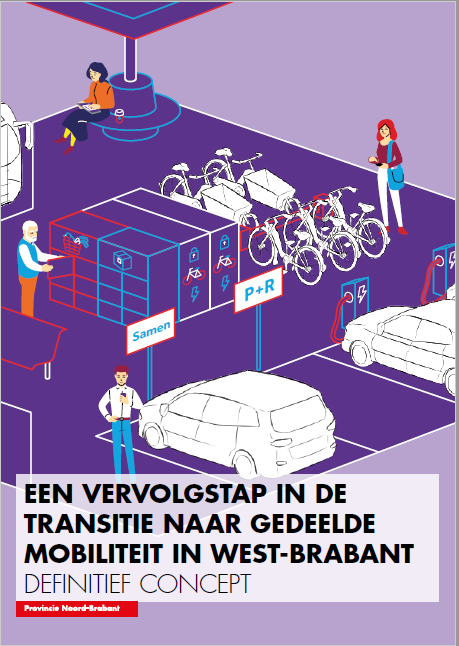 Samen
P+R
EEN VERVOLGSTAP IN DE
TRANSITIE NAAR GEDEELDE
MOBILITEIT IN WEST-BRABANT
DEFINITIEF CONCEPT
Provincie Noord-Brabant